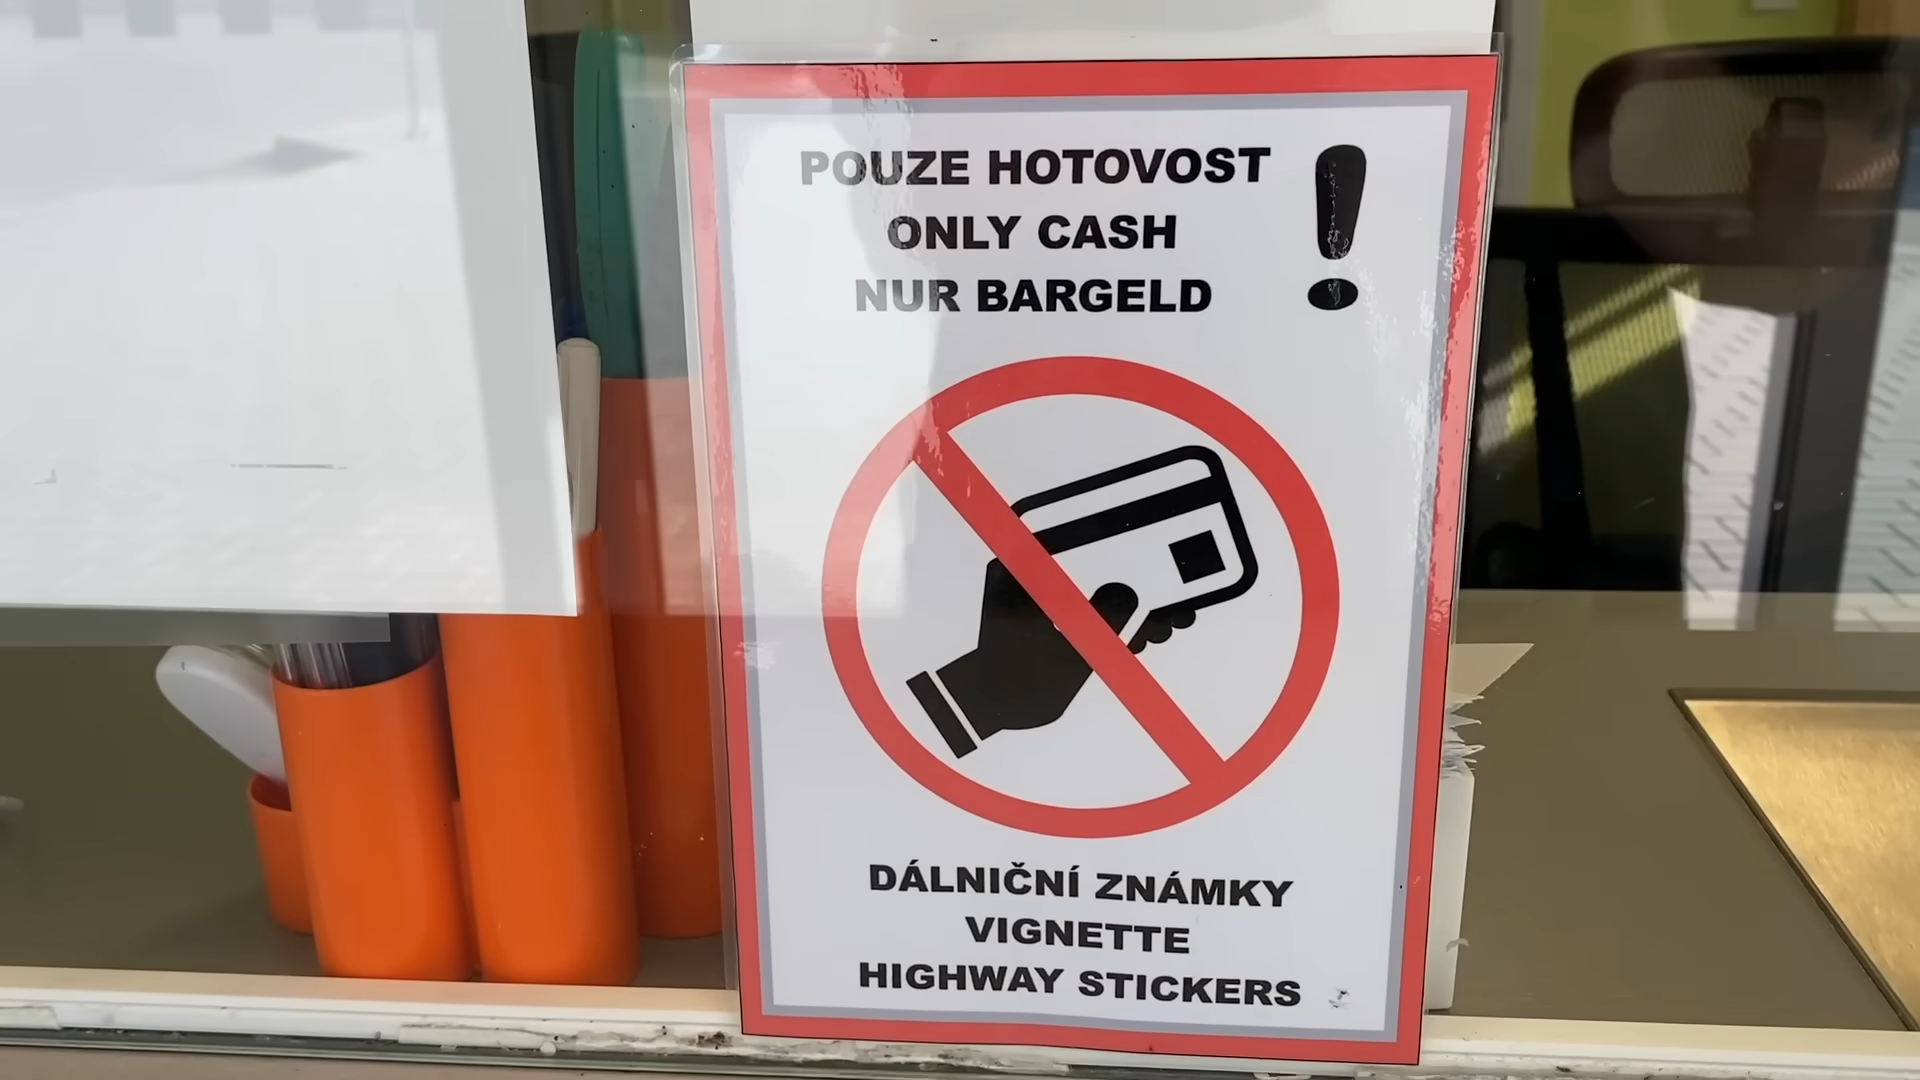 POUZE HOTOVOST
ONLY CASH
NUR BARGELD
!
DÁLNIČNÍ ZNÁMKY
VIGNETTE
HIGHWAY STICKERS